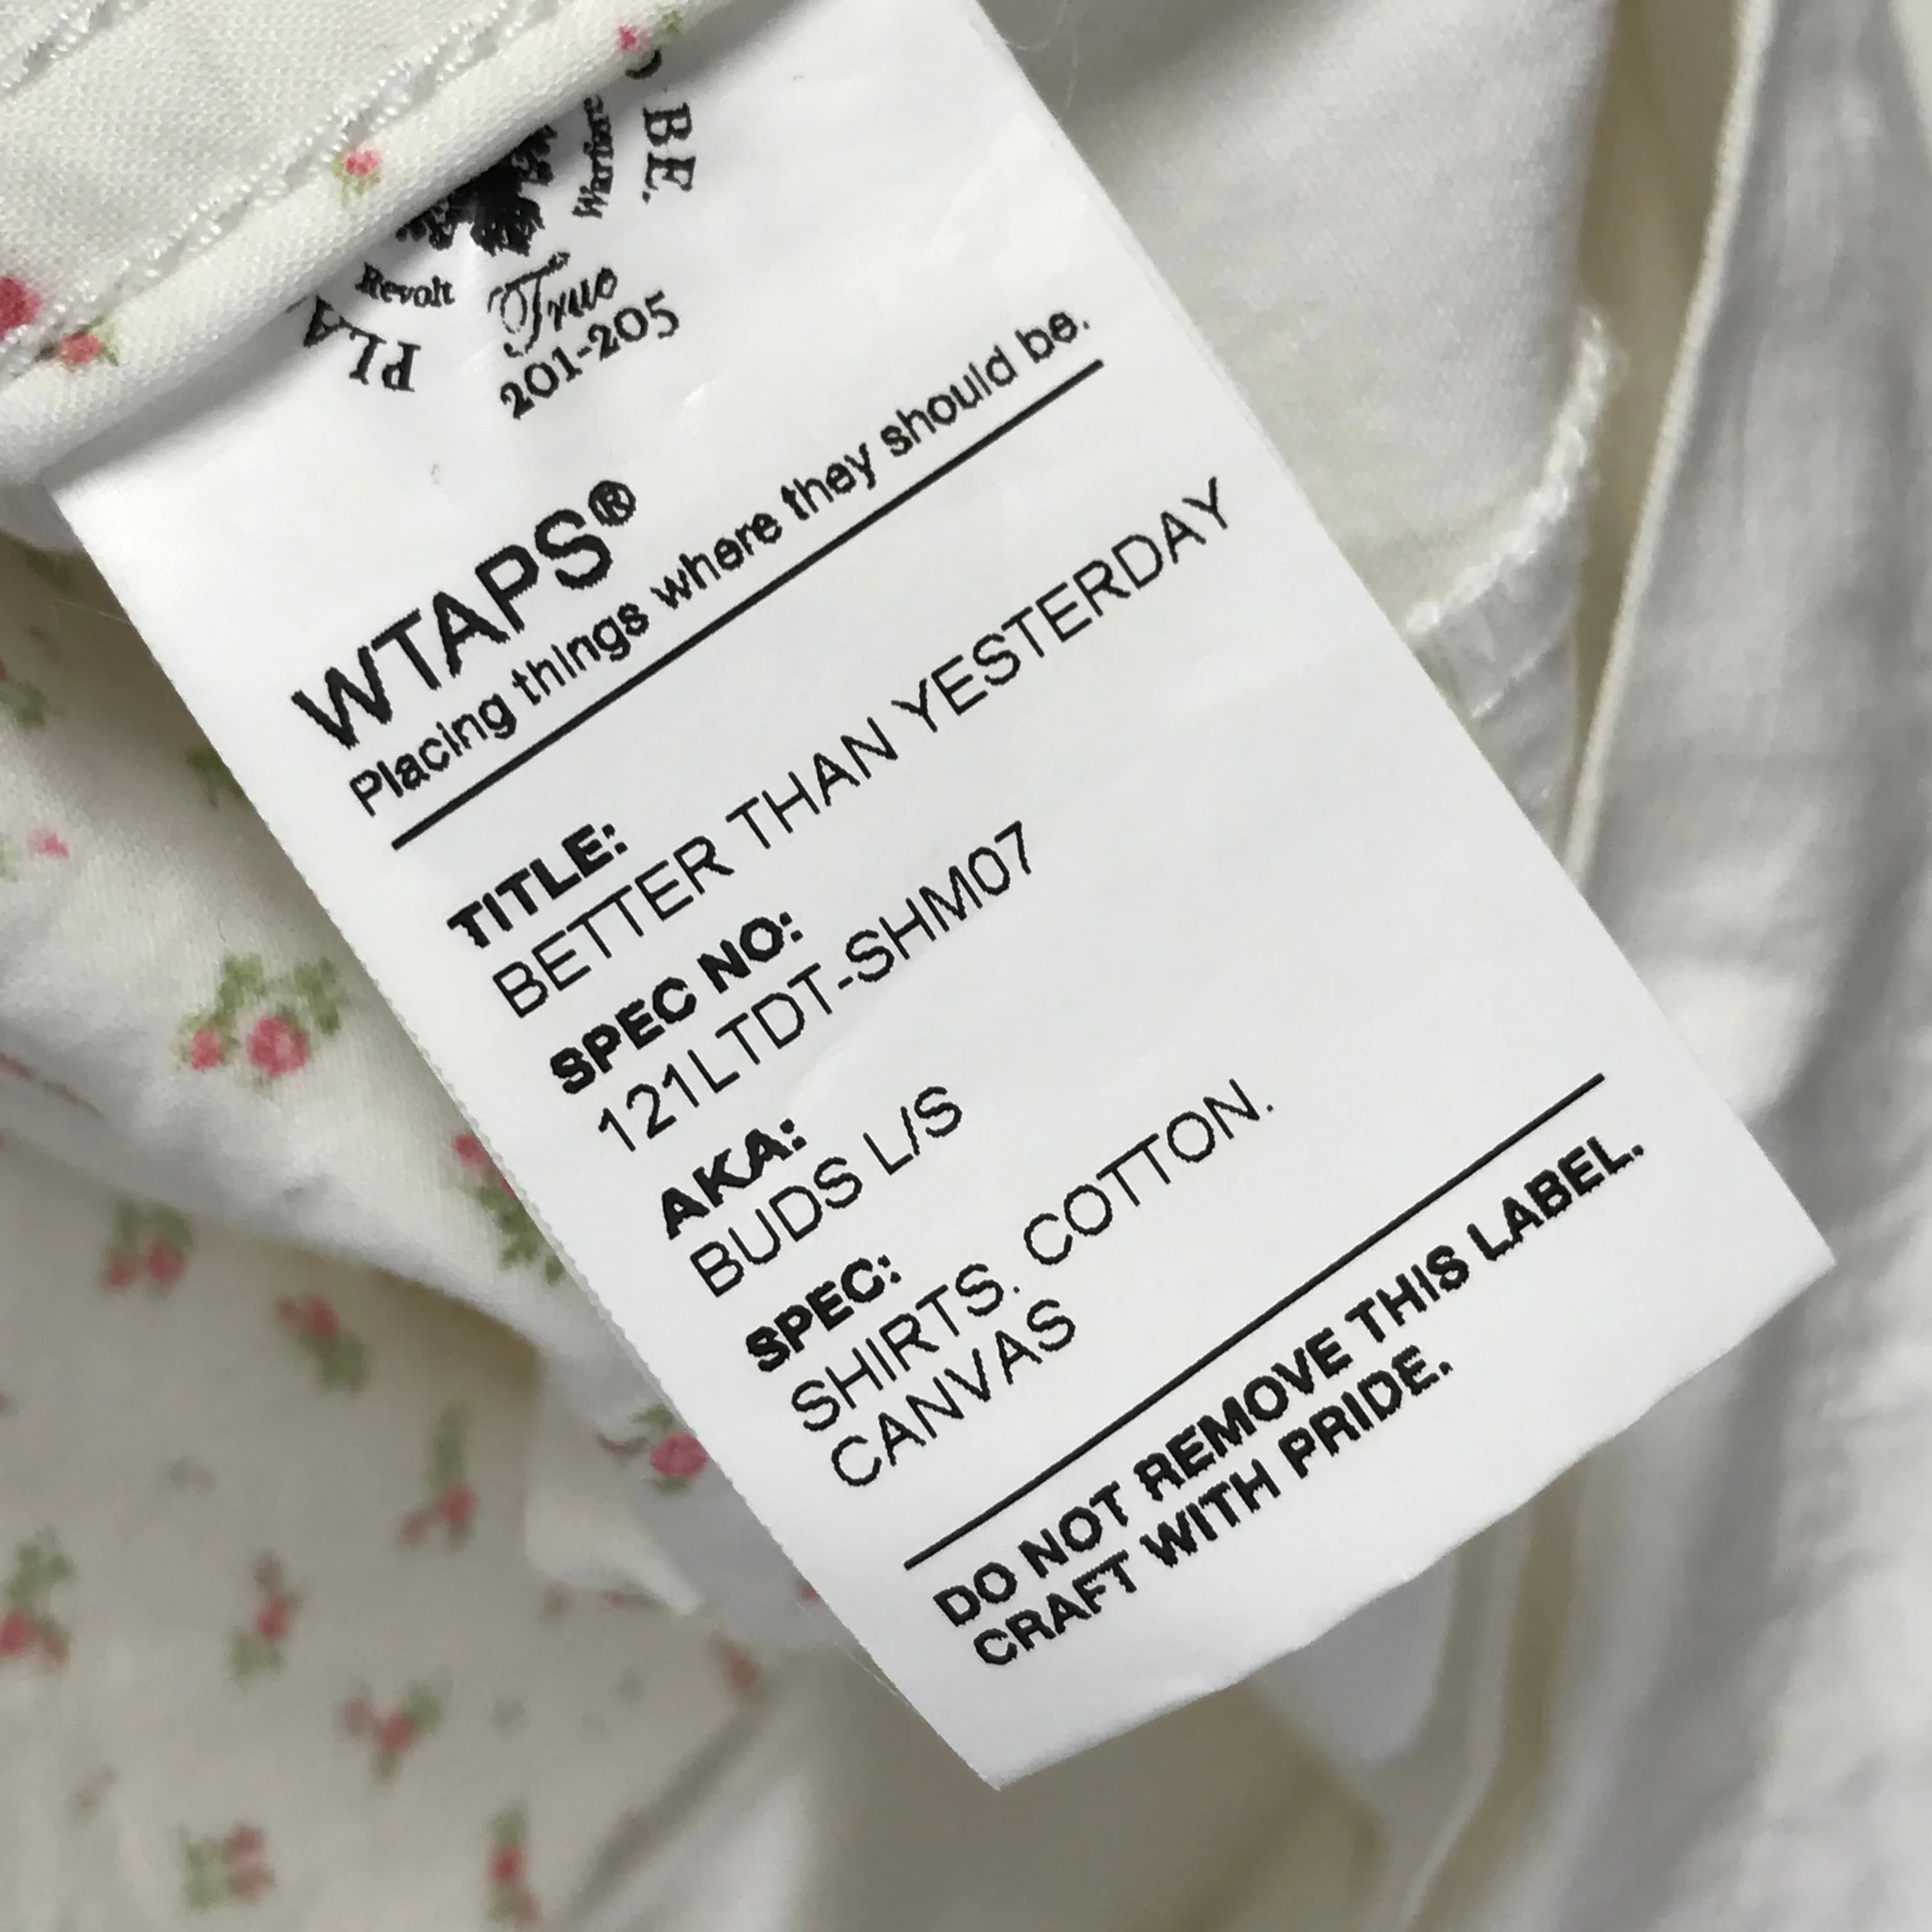 BE.
Revolt
True
PLA
201-205
WTAPS®
Placing things where they should be.
TITLE:
BETTER THAN YESTERDAY
SPEC NO:
121LTDT-SHM07
AKA:
BUDS L/S
SPEC:
SHIRTS. COTTON.
CANVAS
DO NOT REMOVE THIS LABEL.
CRAFT WITH PRIDE.